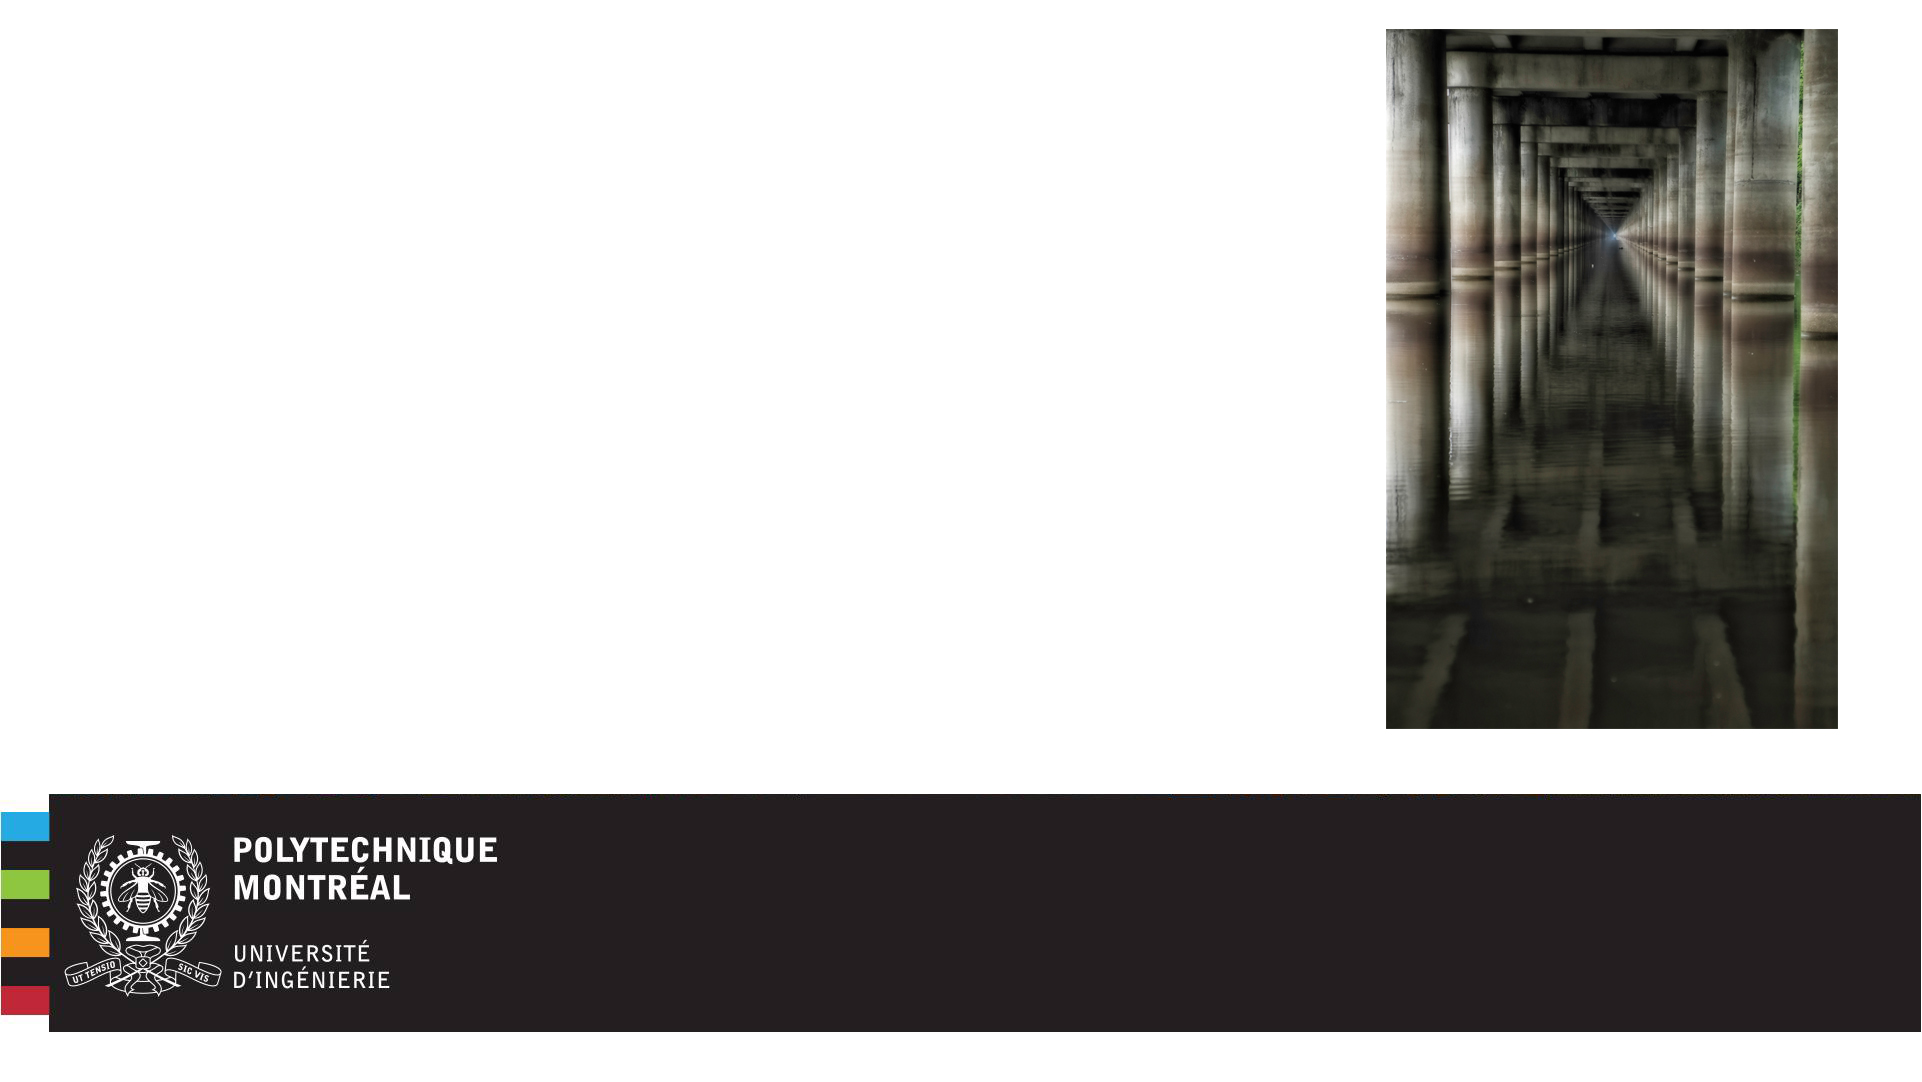 POLYTECHNIQUE
MONTRÉAL
UNIVERSITÉ
D'INGÉNIERIE
UT TENSIO
SIC VIS